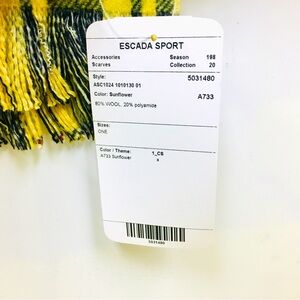 ESCADA SPORT
Accessories Season 198
Scarves Collection 20
Style: 5031480
ASC1024 1010130 01
Color: Sunflower A733
80% WOOL, 20% polyamide
Sizes:
ONE
Color / Theme: 1_CS
A733 Sunflower x
5031480